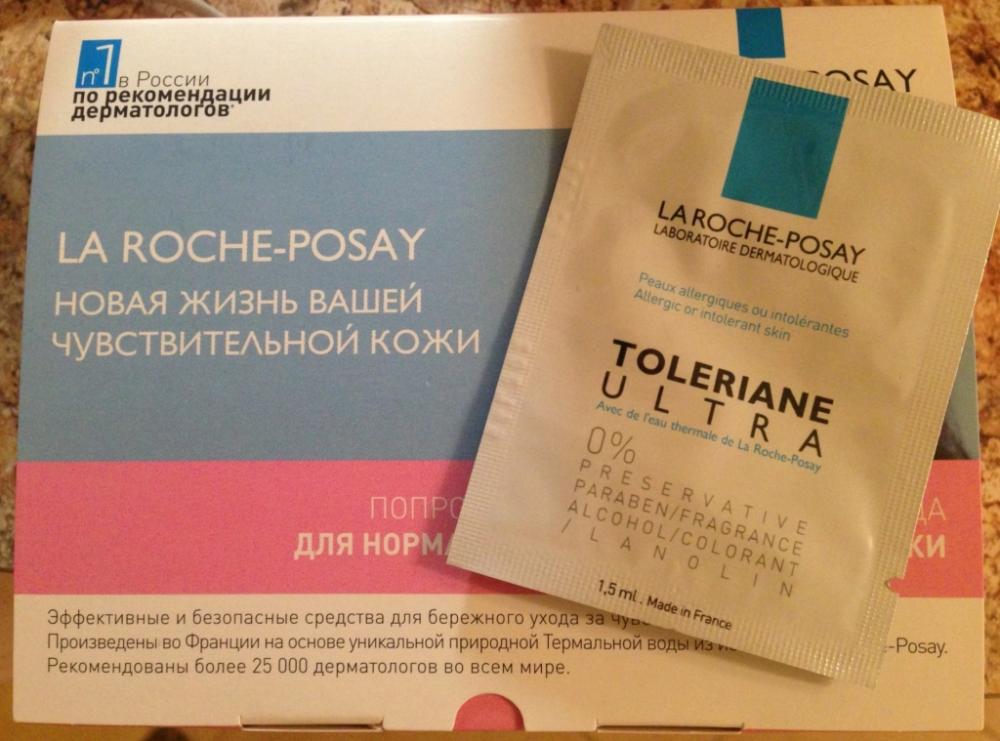 n°1 в России
по рекомендации
дерматологов*
LA ROCHE-POSAY
НОВАЯ ЖИЗНЬ ВАШЕЙ
ЧУВСТВИТЕЛЬНОЙ КОЖИ
ДЛЯ
Эффективные и безопасные средства для бережного ухода за
Произведены во Франции на основе уникальной природной Термальной воды из
-Posay.
Рекомендованы более 25 000 дерматологов во всем мире.
POSAY
LA ROCHE-POSAY
LABORATOIRE DERMATOLOGIQUE
Peaux allergiques ou intolérantes
Allergic or intolerant skin
TOLERIANE
ULTRA
Avec de l'eau thermale de La Roche-Posay
0%
PRESERVATIVE
PARABEN/FRAGRANCE
ALCOHOL/COLORANT
/LANOLIN
1,5 ml . Made in France